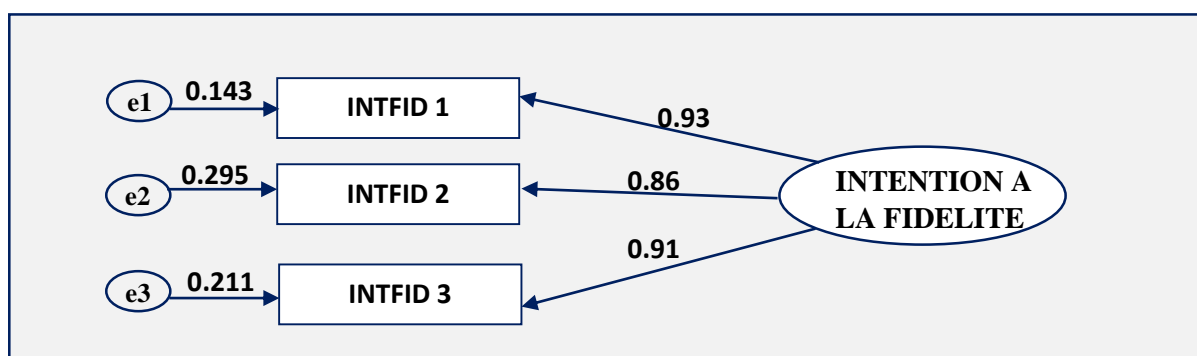 e1
0.143
INTFID 1
0.93
e2
0.295
INTFID 2
0.86
INTENTION A
LA FIDELITE
e3
0.211
INTFID 3
0.91